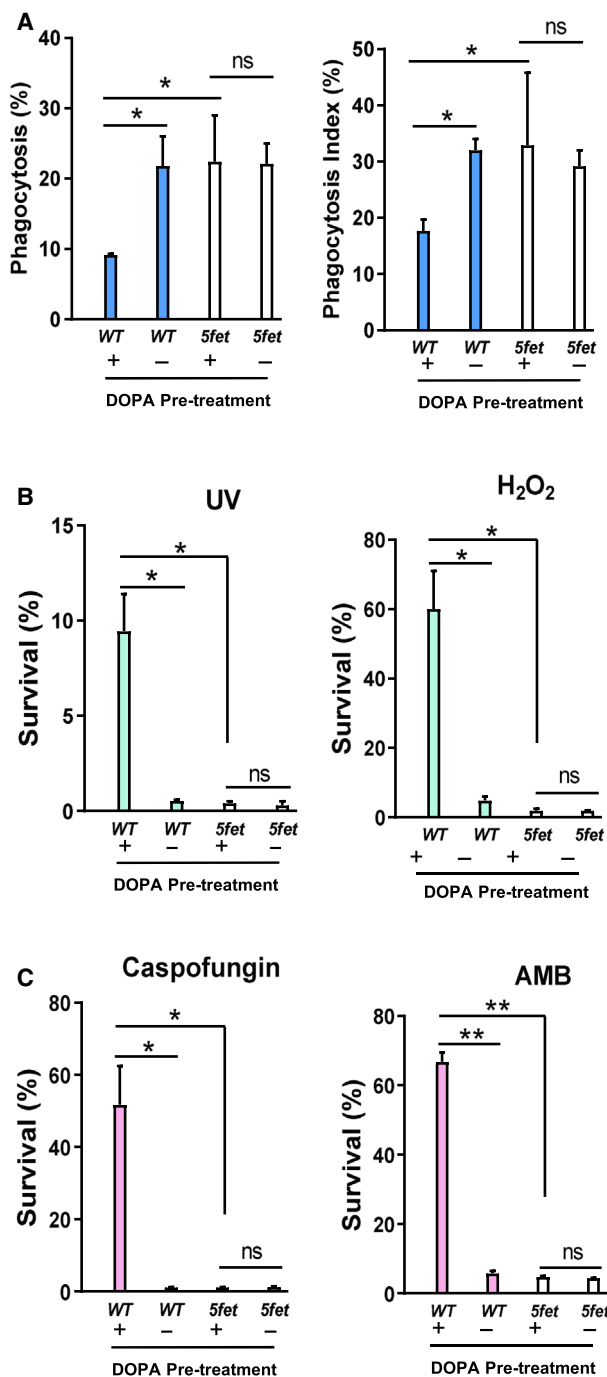 A
Phagocytosis (%)
40
30
20
10
0
*
*
ns
WT WT 5fet 5fet
+ – + –
DOPA Pre-treatment
Phagocytosis Index (%)
50
40
30
20
10
0
*
*
ns
WT WT 5fet 5fet
+ – + –
DOPA Pre-treatment
B
UV
Survival (%)
15
10
5
0
*
*
ns
WT WT 5fet 5fet
+ – + –
DOPA Pre-treatment
H₂O₂
Survival (%)
80
60
40
20
0
*
*
ns
WT WT 5fet 5fet
+ – + –
DOPA Pre-treatment
C
Caspofungin
Survival (%)
80
60
40
20
0
*
*
ns
WT WT 5fet 5fet
+ – + –
DOPA Pre-treatment
AMB
Survival (%)
80
60
40
20
0
**
**
ns
WT WT 5fet 5fet
+ – + –
DOPA Pre-treatment